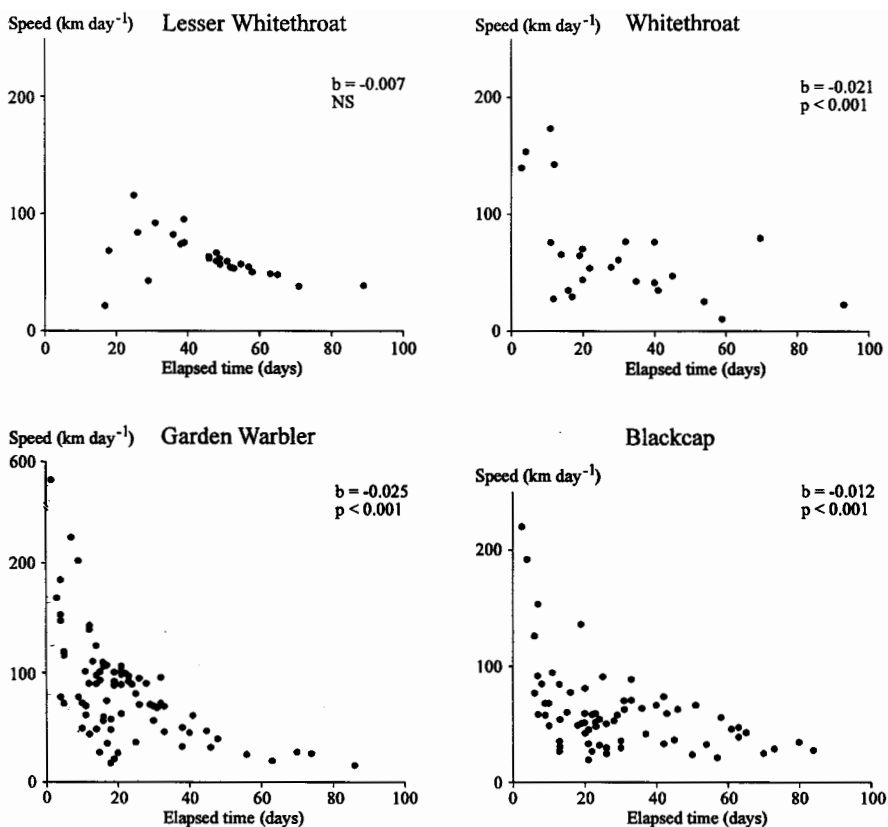 Speed (km day⁻¹) Lesser Whitethroat
200
100
0
b = -0.007
NS
0 20 40 60 80 100
Elapsed time (days)
Speed (km day⁻¹) Whitethroat
200
100
0
b = -0.021
p < 0.001
0 20 40 60 80 100
Elapsed time (days)
Speed (km day⁻¹) Garden Warbler
600
200
100
0
b = -0.025
p < 0.001
0 20 40 60 80 100
Elapsed time (days)
Blackcap
Speed (km day⁻¹)
200
100
0
b = -0.012
p < 0.001
0 20 40 60 80 100
Elapsed time (days)